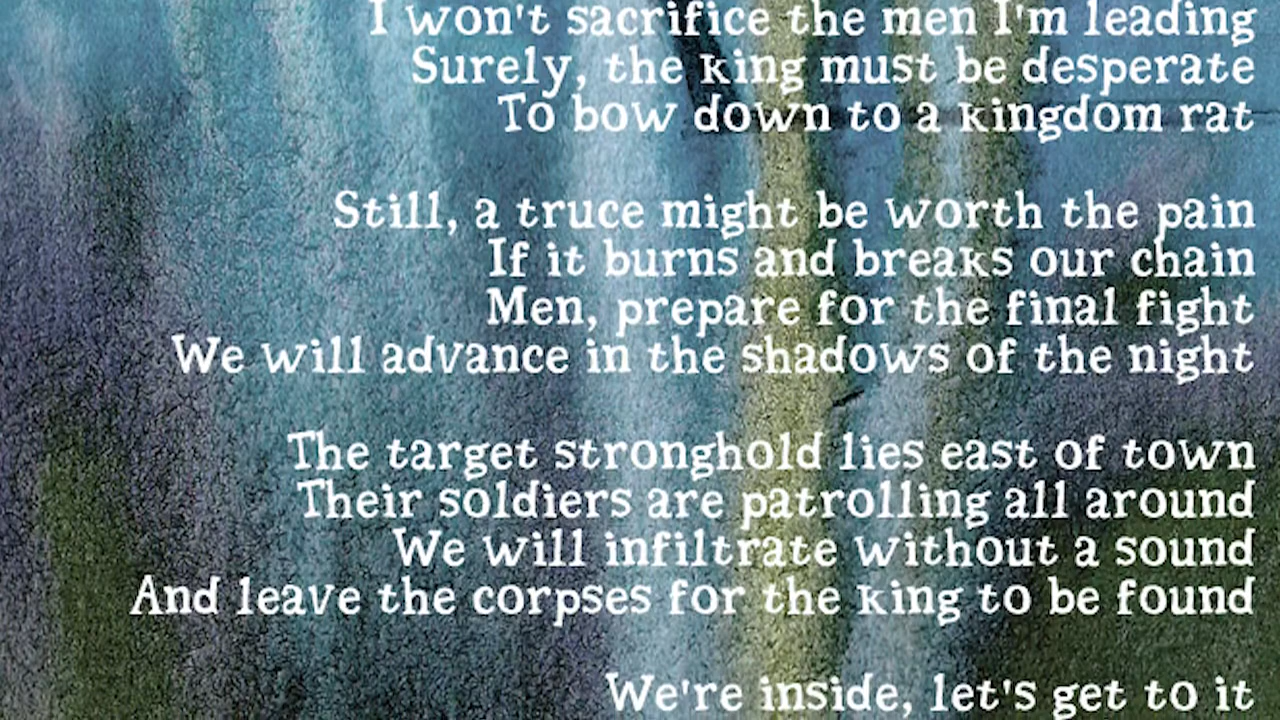 I won't sacrifice the men I'm leading
Surely, the king must be desperate
To bow down to a kingdom rat
Still, a truce might be worth the pain
If it burns and breaks our chain
Men, prepare for the final fight
We will advance in the shadows of the night
The target stronghold lies east of town
Their soldiers are patrolling all around
We will infiltrate without a sound
And leave the corpses for the king to be found
We're inside, let's get to it